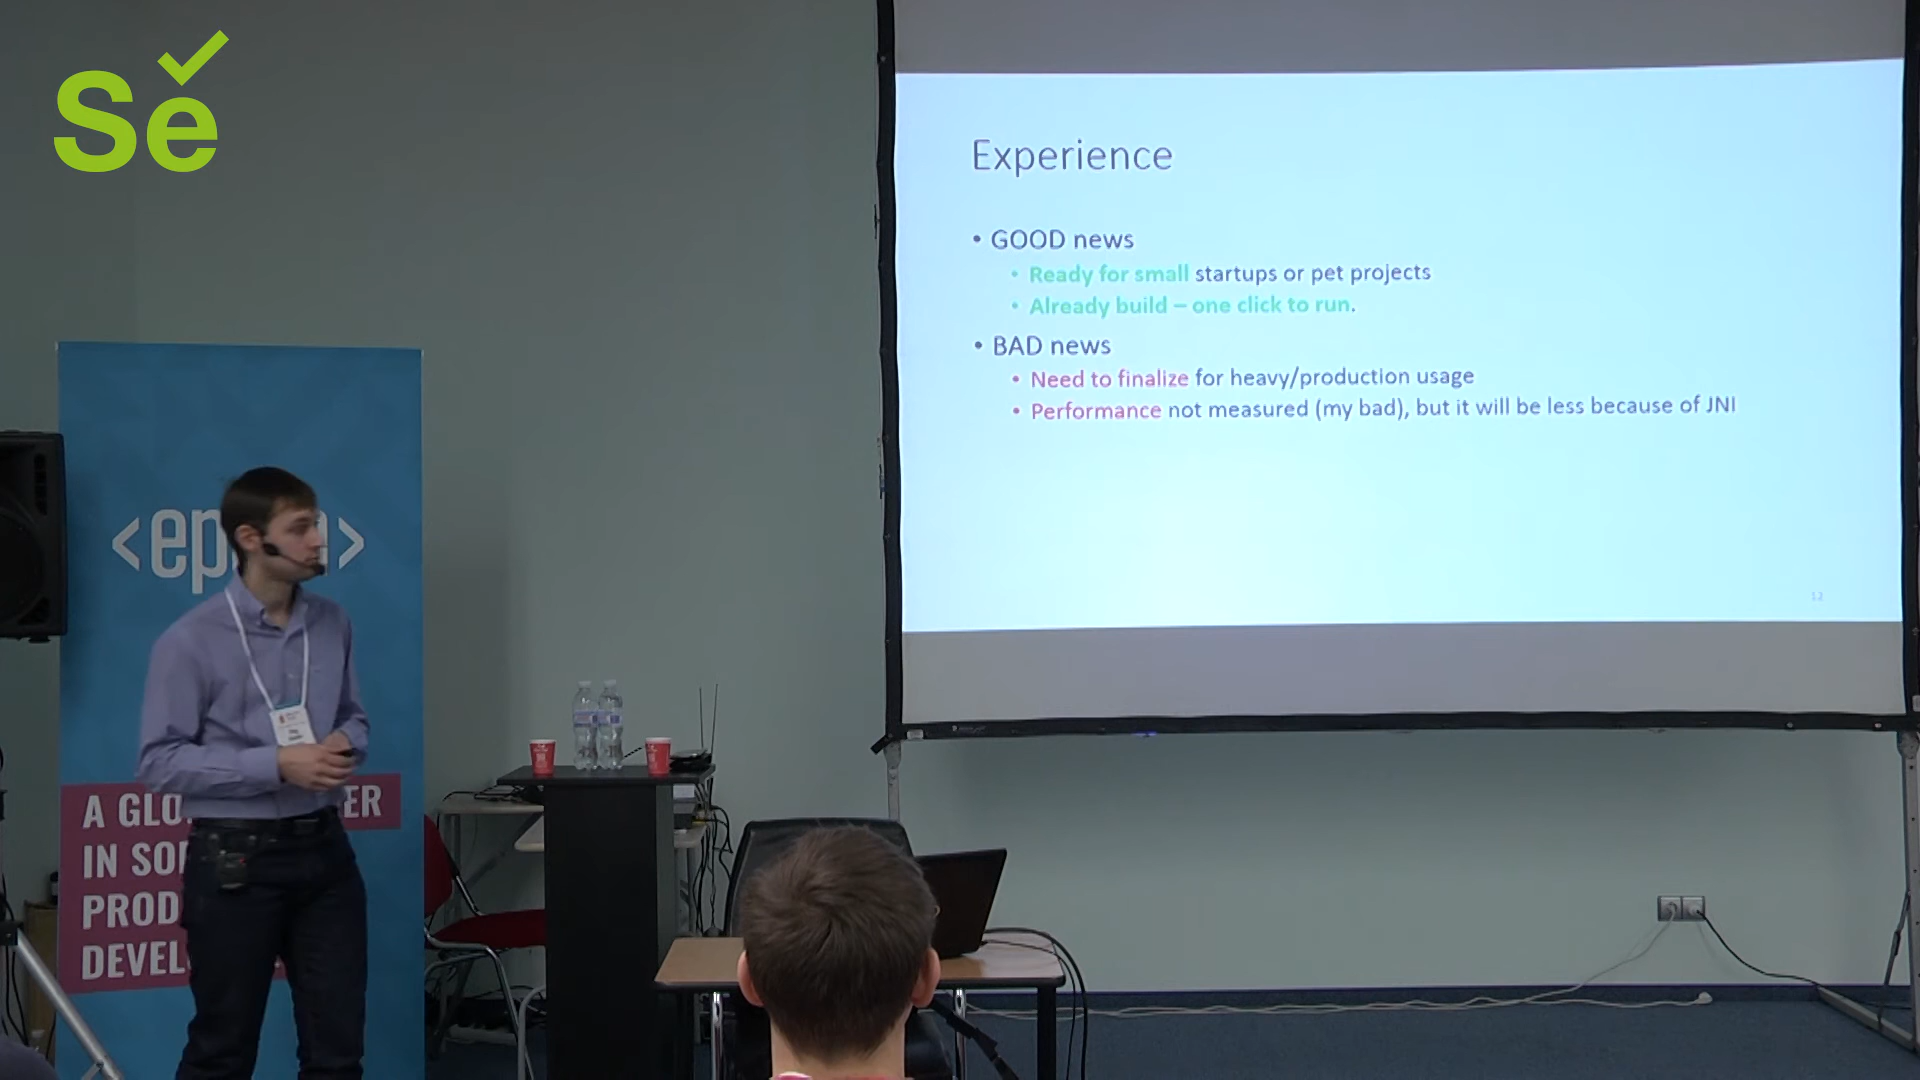 Se
Experience
• GOOD news
• Ready for small startups or pet projects
• Already build – one click to run.
• BAD news
• Need to finalize for heavy/production usage
• Performance not measured (my bad), but it will be less because of JNI
12
<ep >
A GLO ER
IN SO
PROD
DEVEL